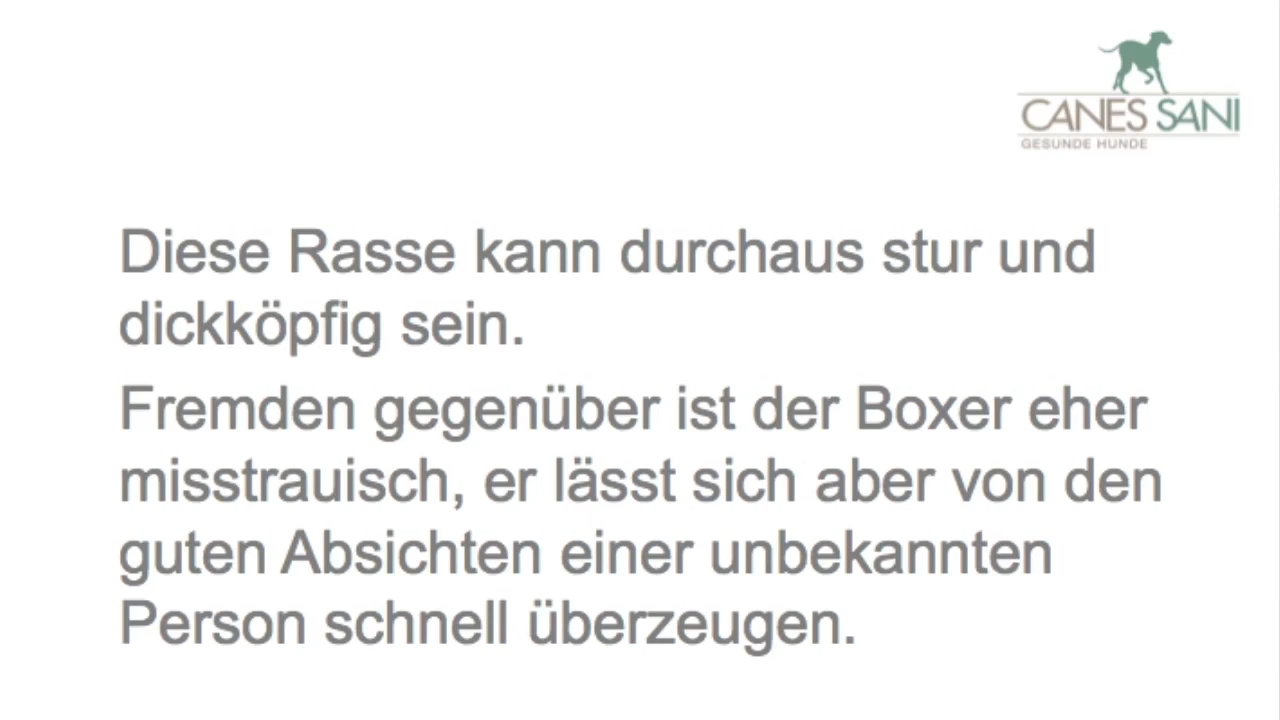 CANES SANI
GESUNDE HUNDE
Diese Rasse kann durchaus stur und
dickköpfig sein.
Fremden gegenüber ist der Boxer eher
misstrauisch, er lässt sich aber von den
guten Absichten einer unbekannten
Person schnell überzeugen.